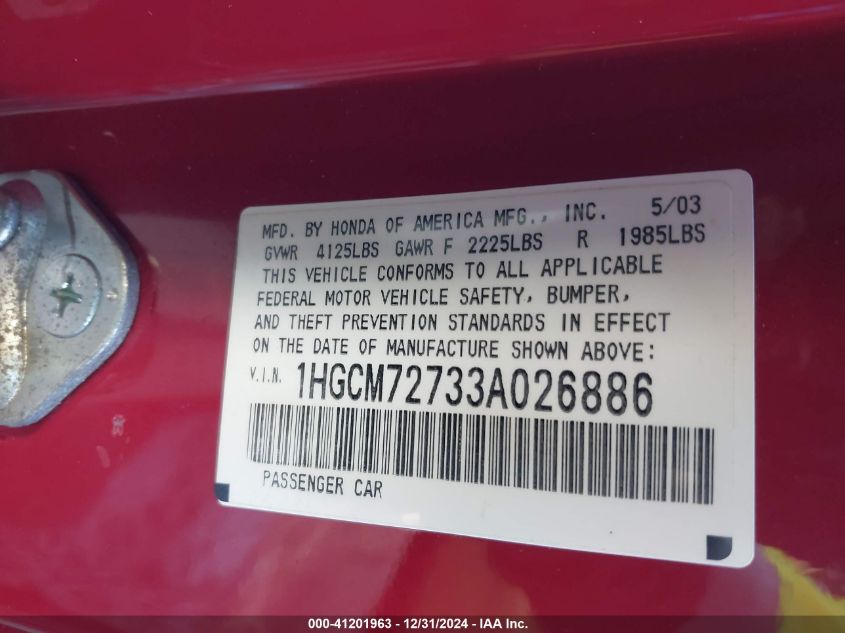 MFD. BY HONDA OF AMERICA MFG., INC. 5/03
GVWR 4125LBS GAWR F 2225LBS R 1985LBS
THIS VEHICLE CONFORMS TO ALL APPLICABLE
FEDERAL MOTOR VEHICLE SAFETY, BUMPER,
AND THEFT PREVENTION STANDARDS IN EFFECT
ON THE DATE OF MANUFACTURE SHOWN ABOVE:
V.I.N. 1HGCM72733A026886
PASSENGER CAR
000-41201963 - 12/31/2024 - IAA Inc.